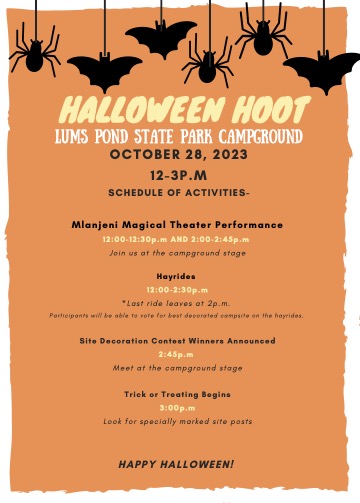 HALLOWEEN HOOT
LUMS POND STATE PARK CAMPGROUND
OCTOBER 28, 2023
12-3P.M
SCHEDULE OF ACTIVITIES-
Mlanjeni Magical Theater Performance
12:00-12:30p.m AND 2:00-2:45p.m
Join us at the campground stage
Hayrides
12:00-2:30p.m
*Last ride leaves at 2p.m.
Participants will be able to vote for best decorated campsite on the hayrides.
Site Decoration Contest Winners Announced
2:45p.m
Meet at the campground stage
Trick or Treating Begins
3:00p.m
Look for specially marked site posts
HAPPY HALLOWEEN!